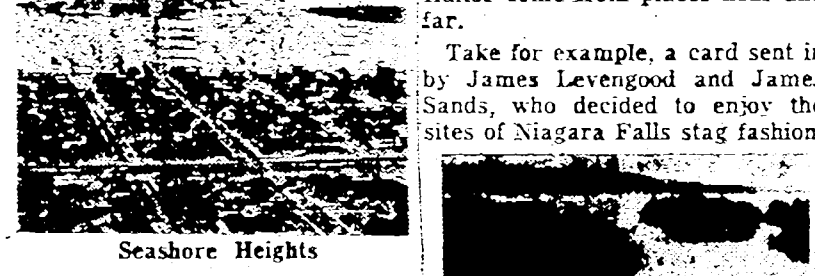 Seashore Heights
far.
Take for example, a card sent in
by James Levengood and James
Sands, who decided to enjoy the
sites of Niagara Falls stag fashion